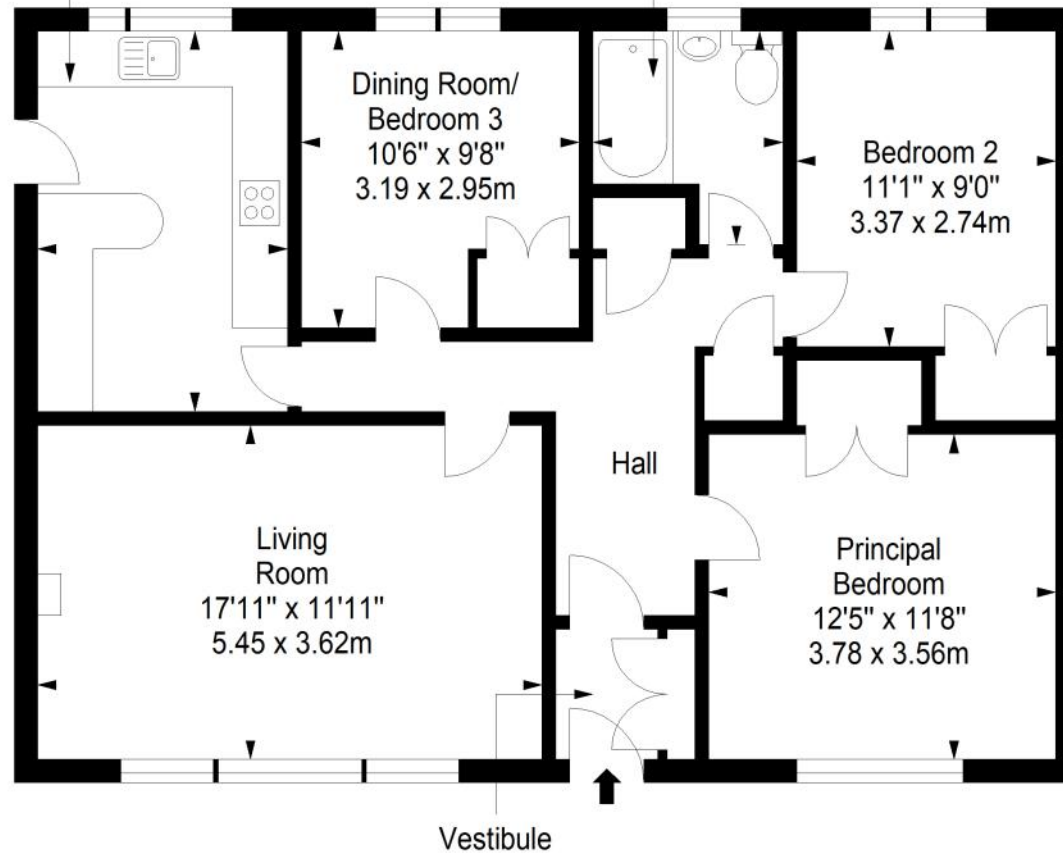 Dining Room/
Bedroom 3
10'6" x 9'8"
3.19 x 2.95m
Bedroom 2
11'1" x 9'0"
3.37 x 2.74m
Hall
Living
Room
17'11" x 11'11"
5.45 x 3.62m
Principal
Bedroom
12'5" x 11'8"
3.78 x 3.56m
Vestibule